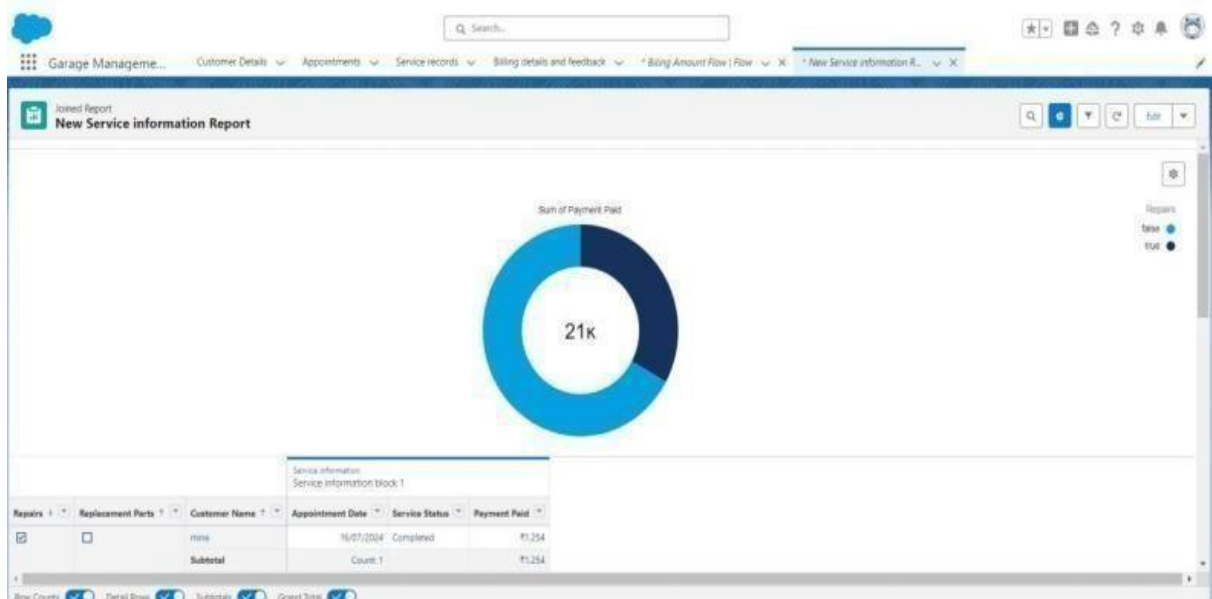 Search...
Garage Manageme...
Customer Details
Appointments
Service records
Billing details and feedback
* Billing Amount Flow | Flow
* New Service information R...
Joined Report
New Service information Report
Edit
Sum of Payment Paid
Repairs
false
true
21K
Service information
Service information block 1
Repairs Replacement Parts Customer Name Appointment Date Service Status Payment Paid
16/07/2024 Completed ₹1,254
Subtotal Count: 1 ₹1,254
Row Counts Detail Rows Subtotals Grand Total